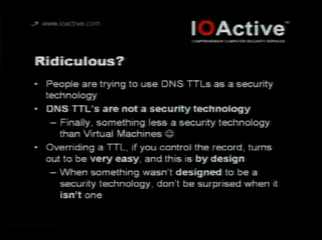 www.ioactive.com
IOActive™
COMPREHENSIVE COMPUTER SECURITY SERVICES
Ridiculous?
• People are trying to use DNS TTLs as a security
technology
• DNS TTL's are not a security technology
– Finally, something less a security technology
than Virtual Machines ☺
• Overriding a TTL, if you control the record, turns
out to be very easy, and this is by design
– When something wasn't designed to be a
security technology, don't be surprised when it
isn't one